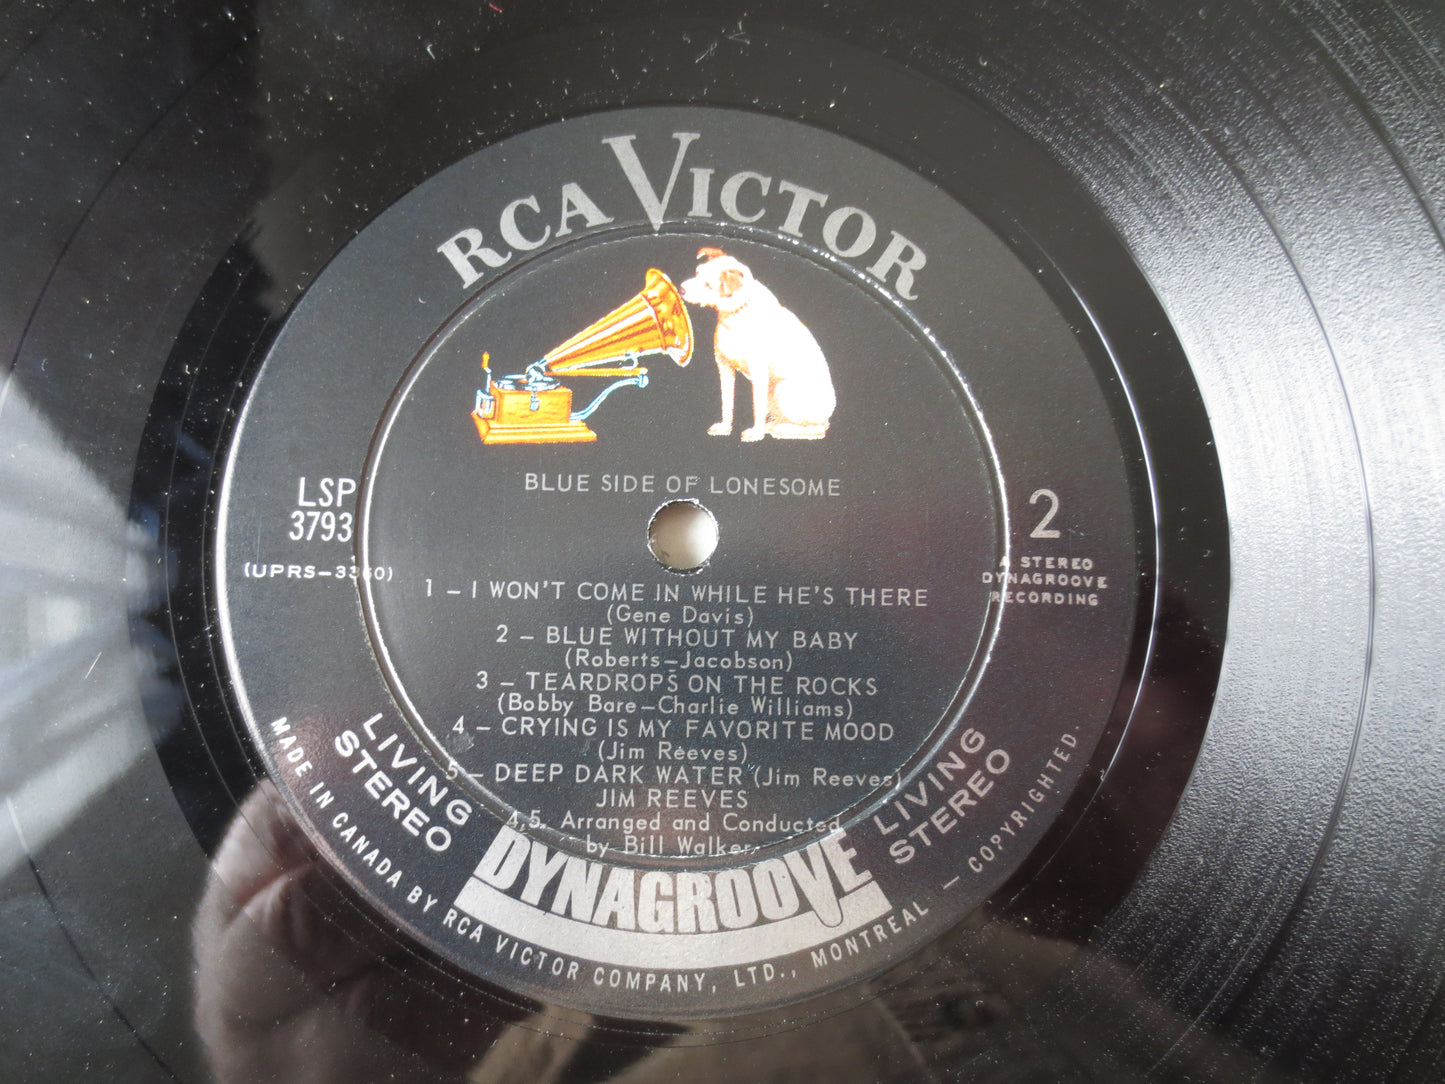 RCA VICTOR
BLUE SIDE OF LONESOME
LSP
3793
(UPRS-3360)
2
A STEREO
DYNAGROOVE
RECORDING
1 – I WON'T COME IN WHILE HE'S THERE
(Gene Davis)
2 – BLUE WITHOUT MY BABY
(Roberts–Jacobson)
3 – TEARDROPS ON THE ROCKS
(Bobby Bare–Charlie Williams)
4 – CRYING IS MY FAVORITE MOOD
(Jim Reeves)
5 – DEEP DARK WATER (Jim Reeves)
JIM REEVES
4,5. Arranged and Conducted
by Bill Walker
LIVING
STEREO
LIVING
STEREO
DYNAGROOVE
MADE IN CANADA BY RCA VICTOR COMPANY, LTD., MONTREAL – COPYRIGHTED.